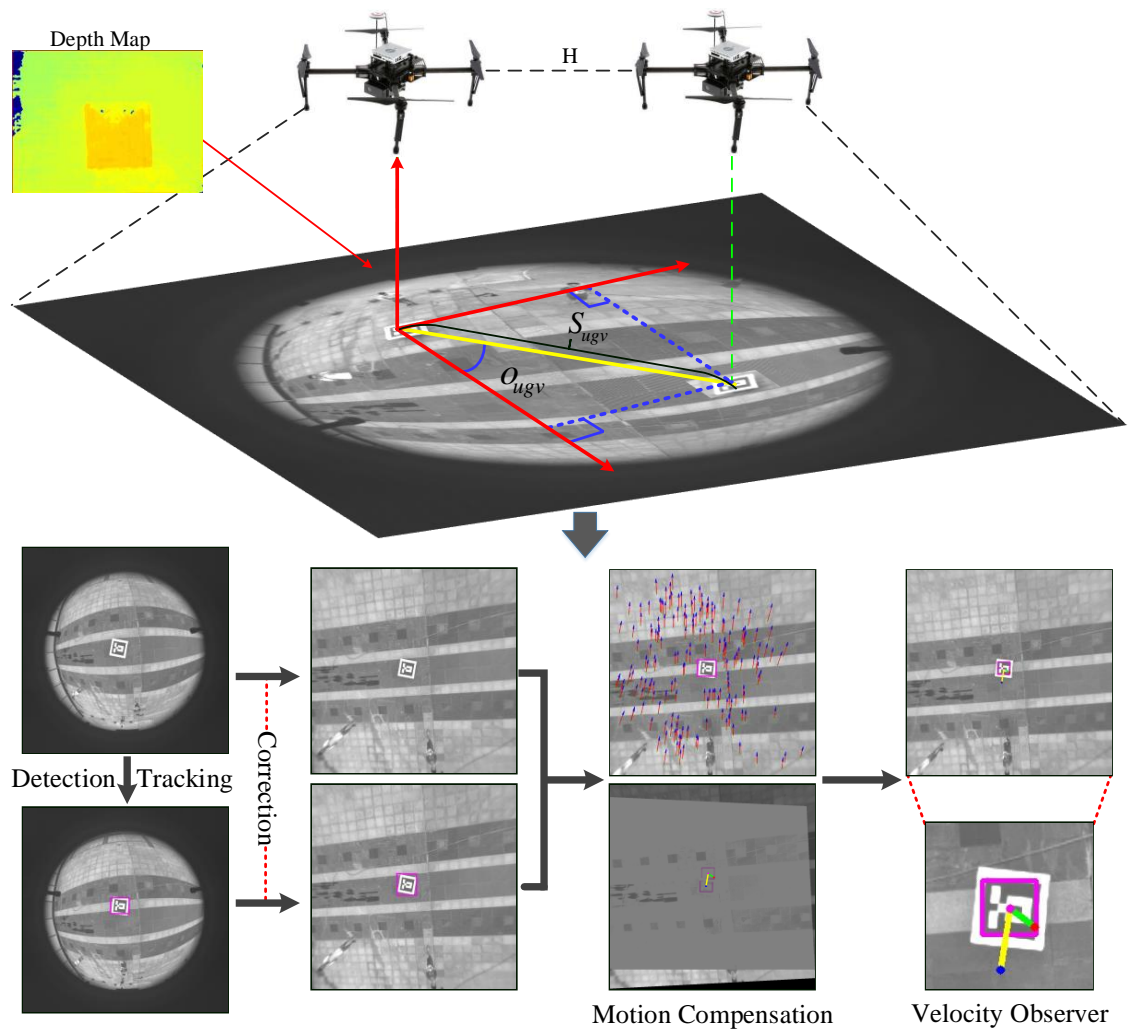 Depth Map
H
S_ugv
o_ugv
Detection
Tracking
Correction
Motion Compensation
Velocity Observer